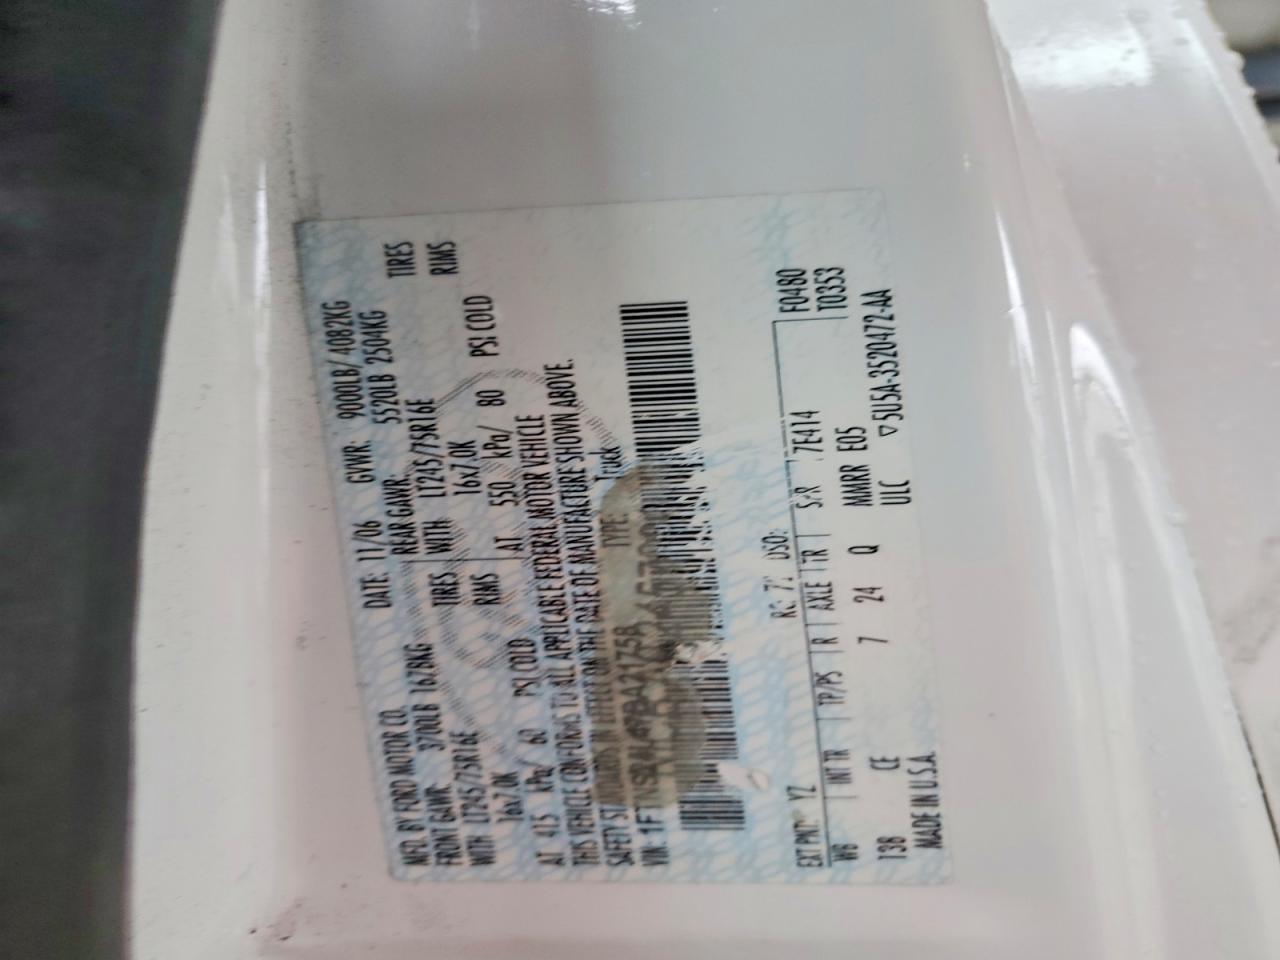 MFD. BY FORD MOTOR CO.
DATE: 11/06 GVWR: 9000LB/ 4082KG
FRONT GAWR: 3700LB 1678KG REAR GAWR: 5520LB 2504KG
WITH LT245/75R16E TIRES WITH LT245/75R16E TIRES
16x7.0K RIMS 16x7.0K RIMS
AT 415 kPa/ 60 PSI COLD AT 550 kPa/ 80 PSI COLD
THIS VEHICLE CONFORMS TO ALL APPLICABLE FEDERAL MOTOR VEHICLE
SAFETY IN EFFECT ON THE DATE OF MANUFACTURE SHOWN ABOVE.
VIN: 1F TYPE: Truck
F0480
T0353
EXT PNT: YZ DSO:
WB INT TR TP/PS R AXLE TR S/R 7E414
138 CE 7 24 Q MMRR E05
MADE IN U.S.A. ULC ▽5U5A-3520472-AA